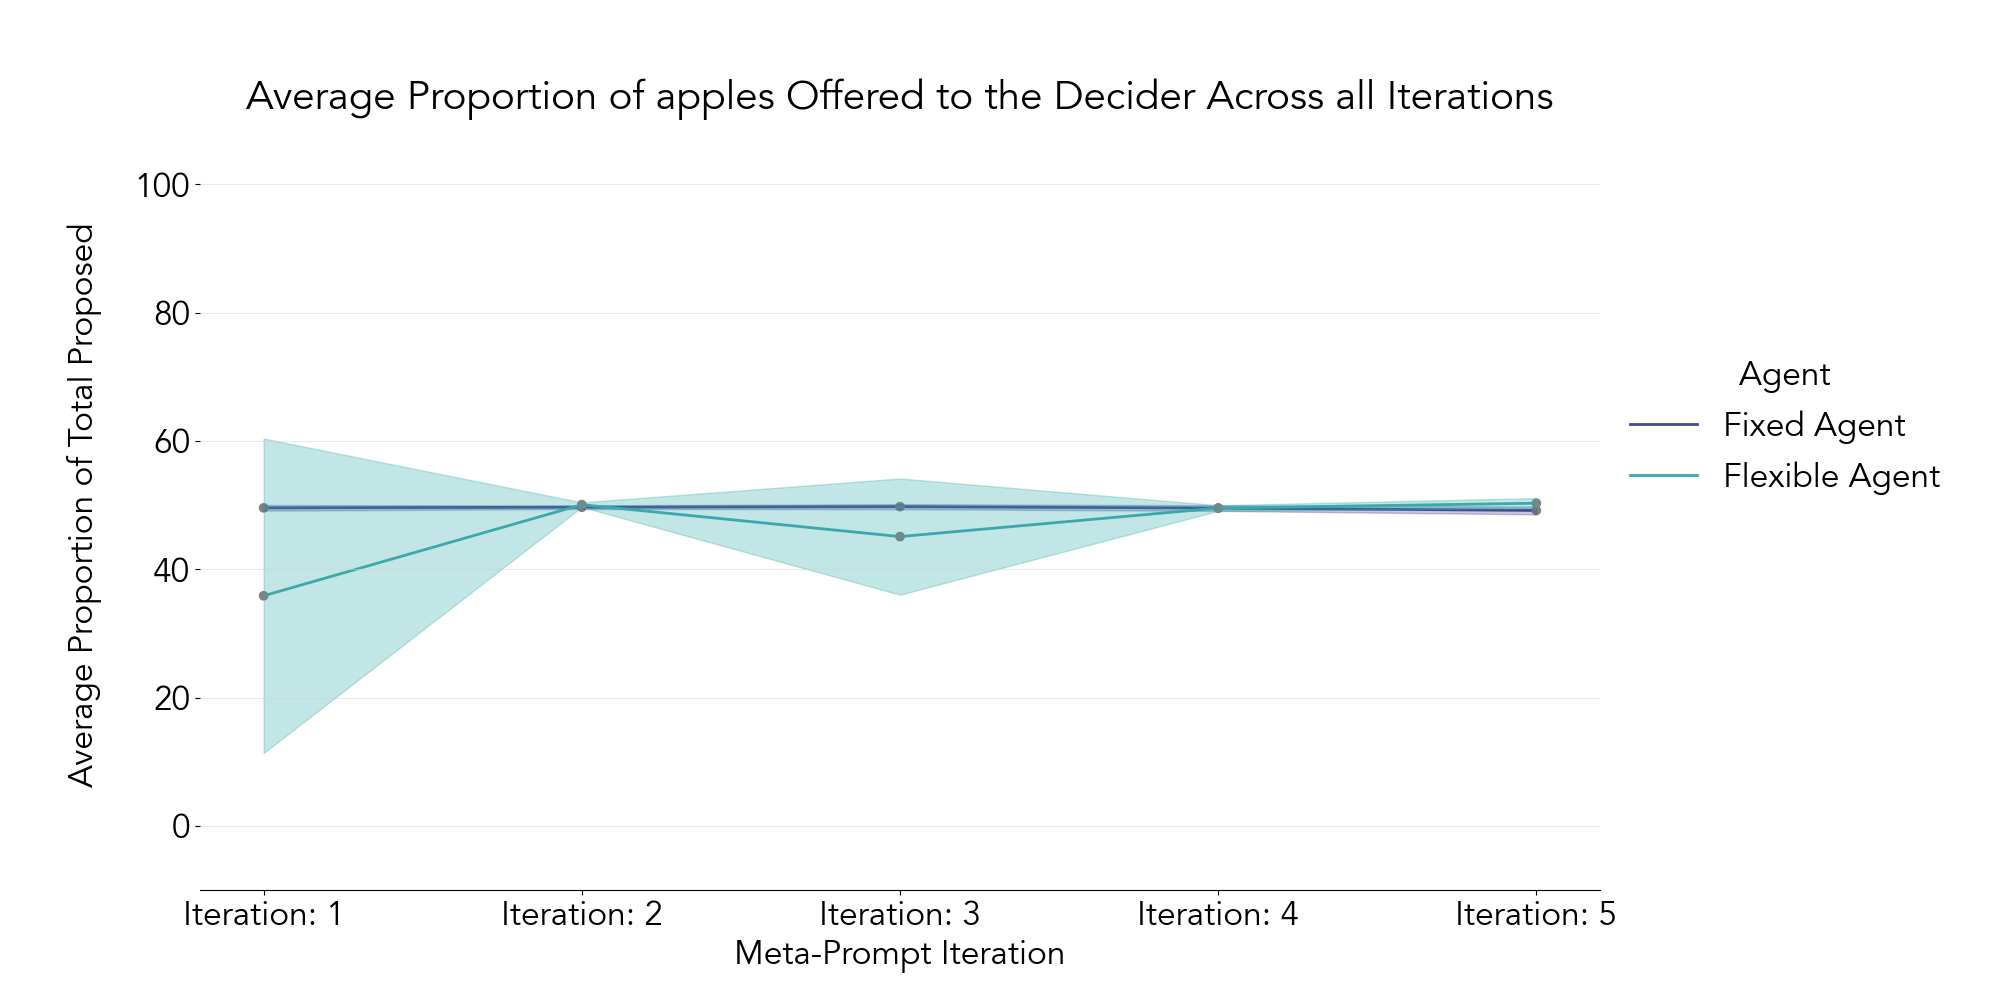 Average Proportion of apples Offered to the Decider Across all Iterations
Average Proportion of Total Proposed
100
80
60
40
20
0
Iteration: 1
Iteration: 2
Iteration: 3
Iteration: 4
Iteration: 5
Meta-Prompt Iteration
Agent
Fixed Agent
Flexible Agent